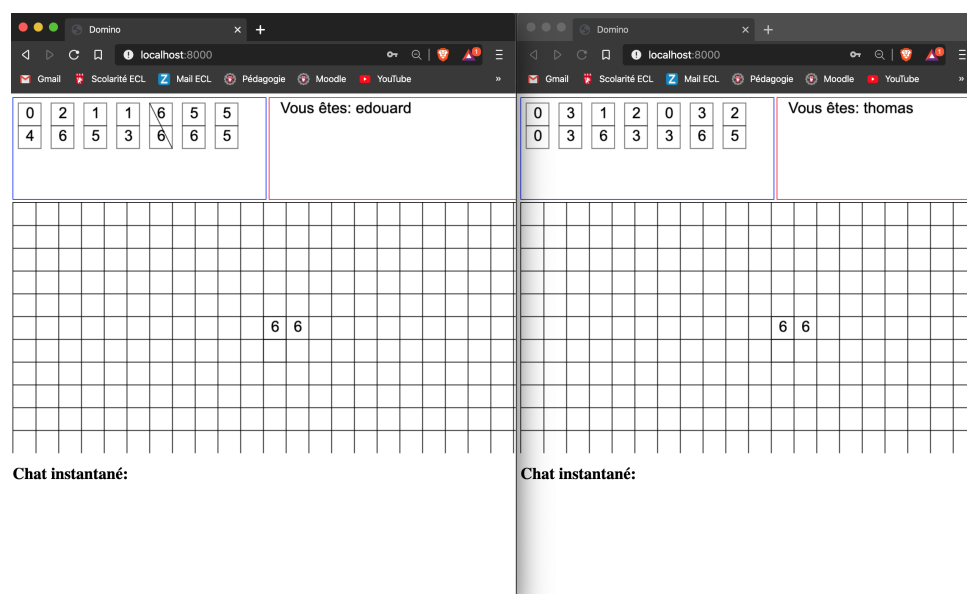 Domino
localhost:8000
Gmail Scolarité ECL Mail ECL Pédagogie Moodle YouTube »
0 2 1 1 6 5 5
4 6 5 3 6 6 5
Vous êtes: edouard
6 6
Chat instantané:
Domino
localhost:8000
Gmail Scolarité ECL Mail ECL Pédagogie Moodle YouTube »
0 3 1 2 0 3 2
0 3 6 3 3 6 5
Vous êtes: thomas
6 6
Chat instantané: